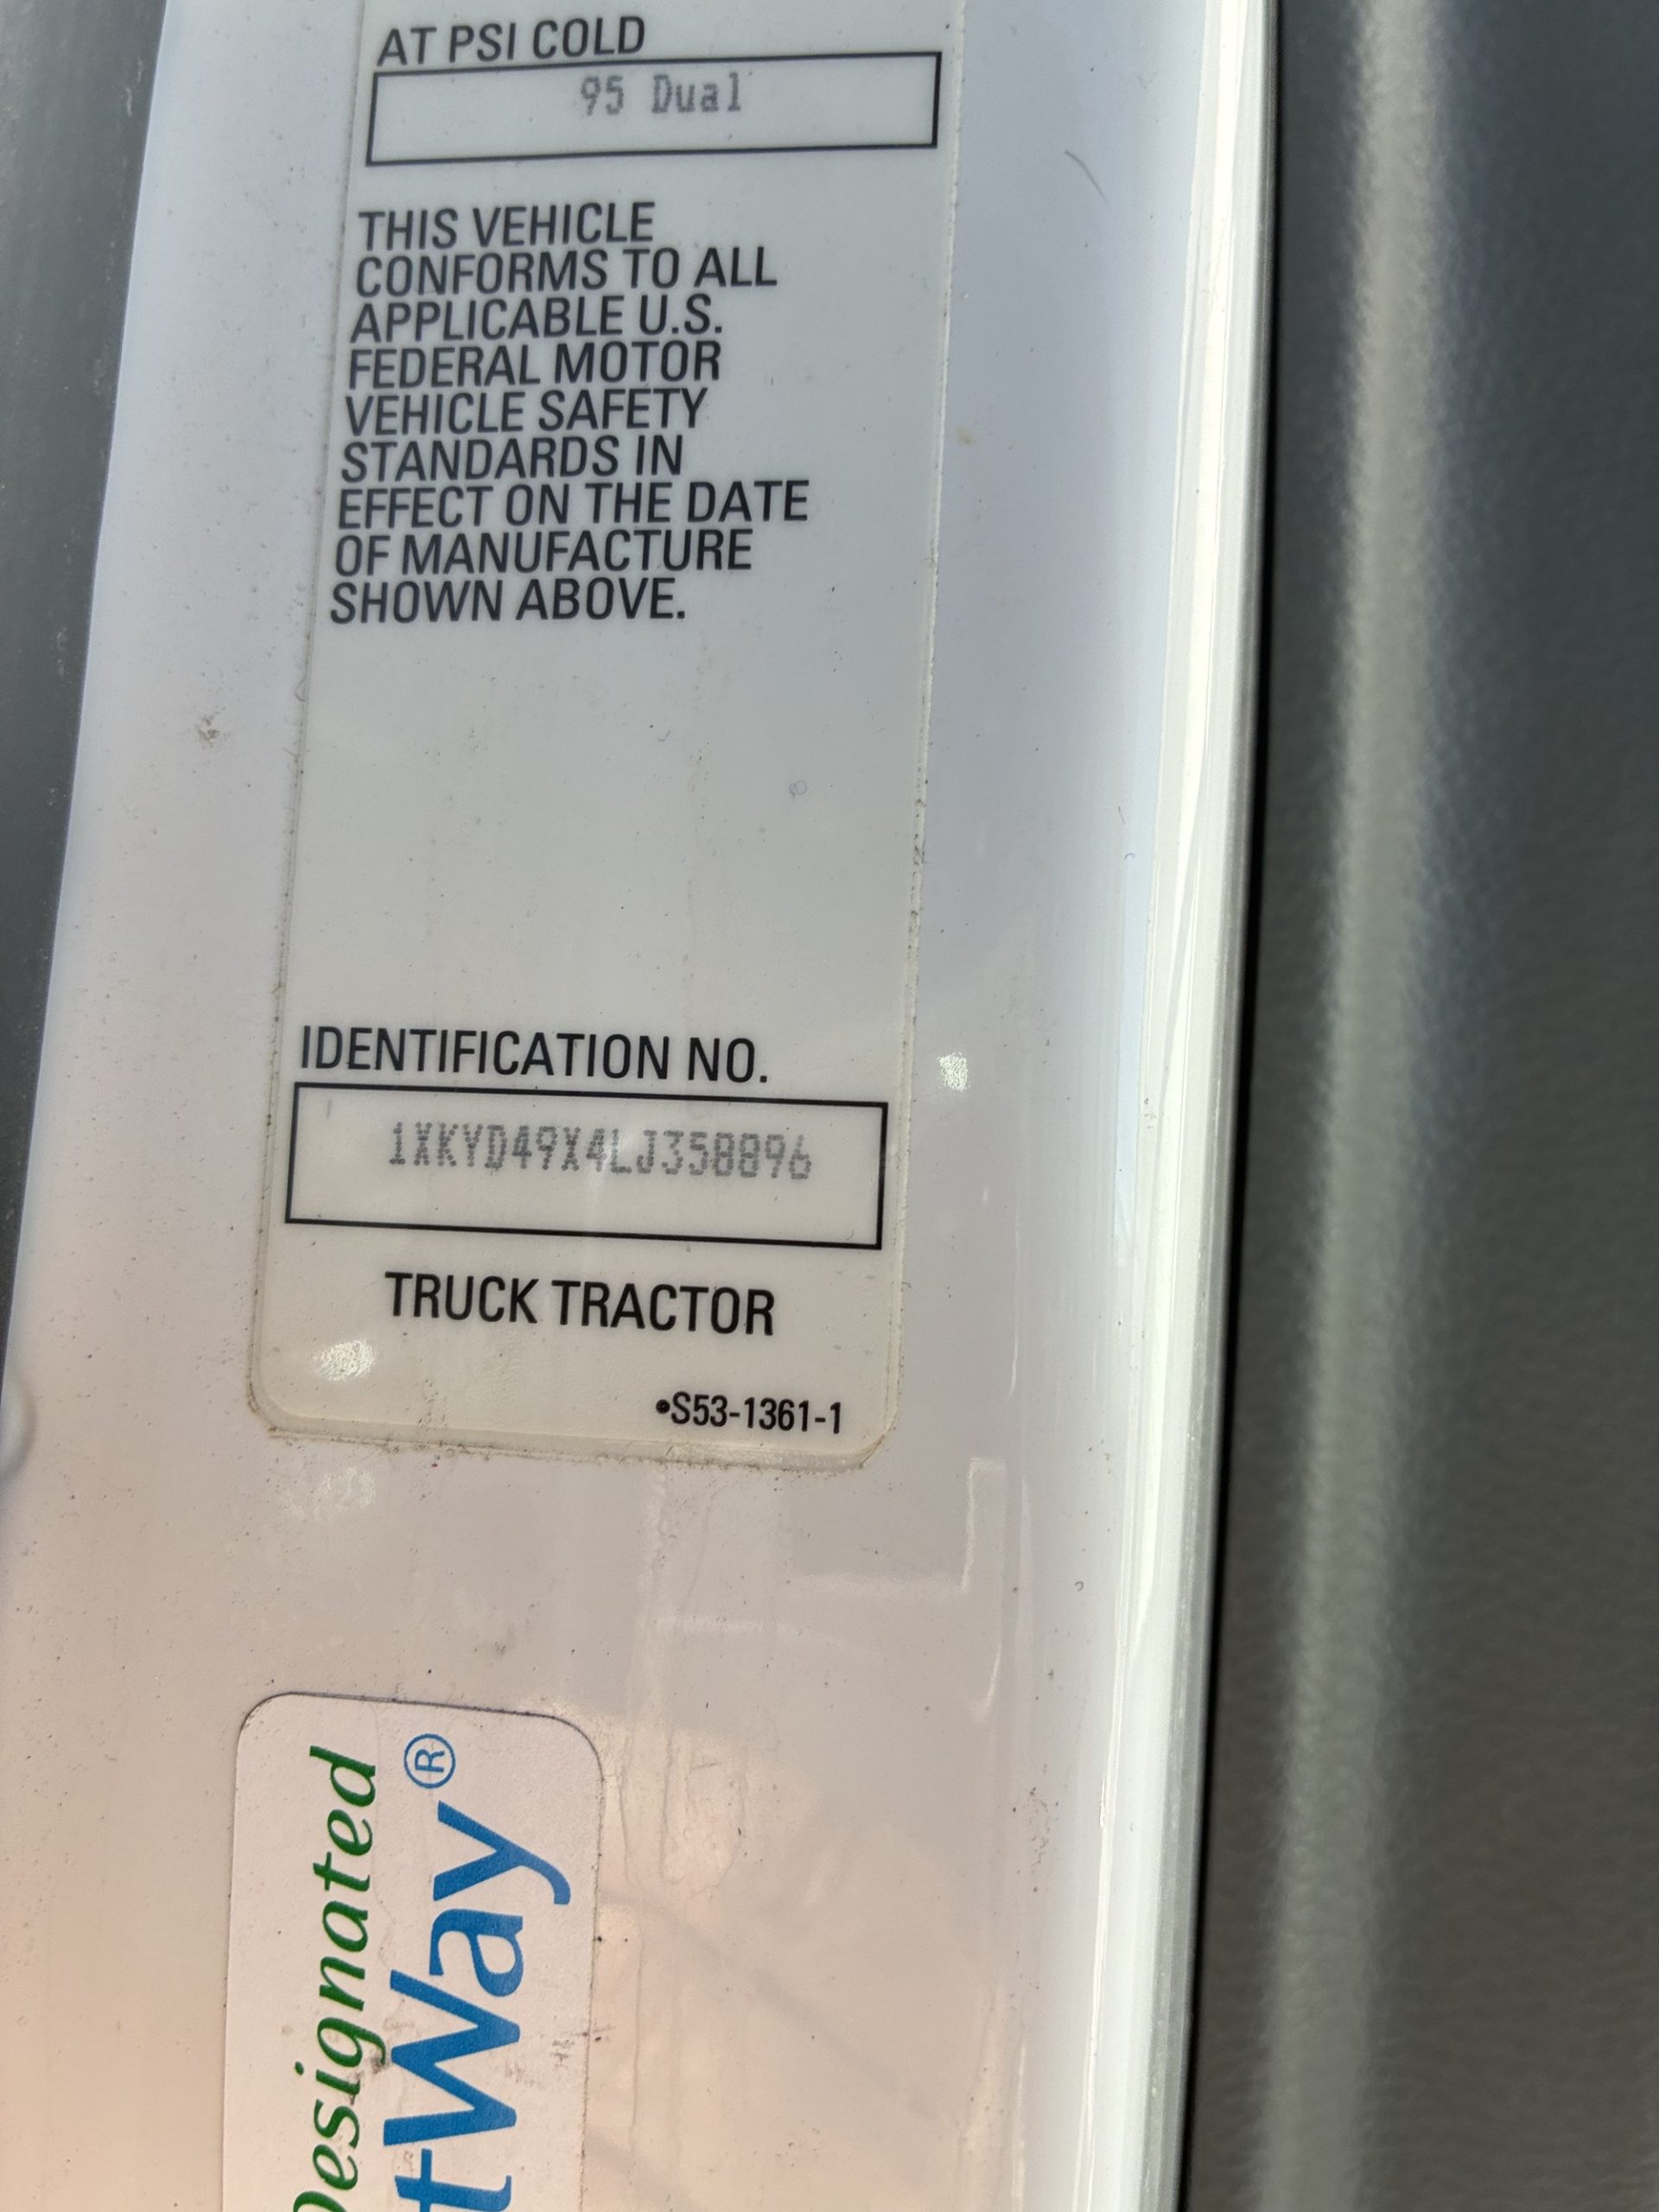 AT PSI COLD
95 Dual
THIS VEHICLE
CONFORMS TO ALL
APPLICABLE U.S.
FEDERAL MOTOR
VEHICLE SAFETY
STANDARDS IN
EFFECT ON THE DATE
OF MANUFACTURE
SHOWN ABOVE.
IDENTIFICATION NO.
1XKYD49X4LJ358896
TRUCK TRACTOR
•S53-1361-1
Designated
tWay®